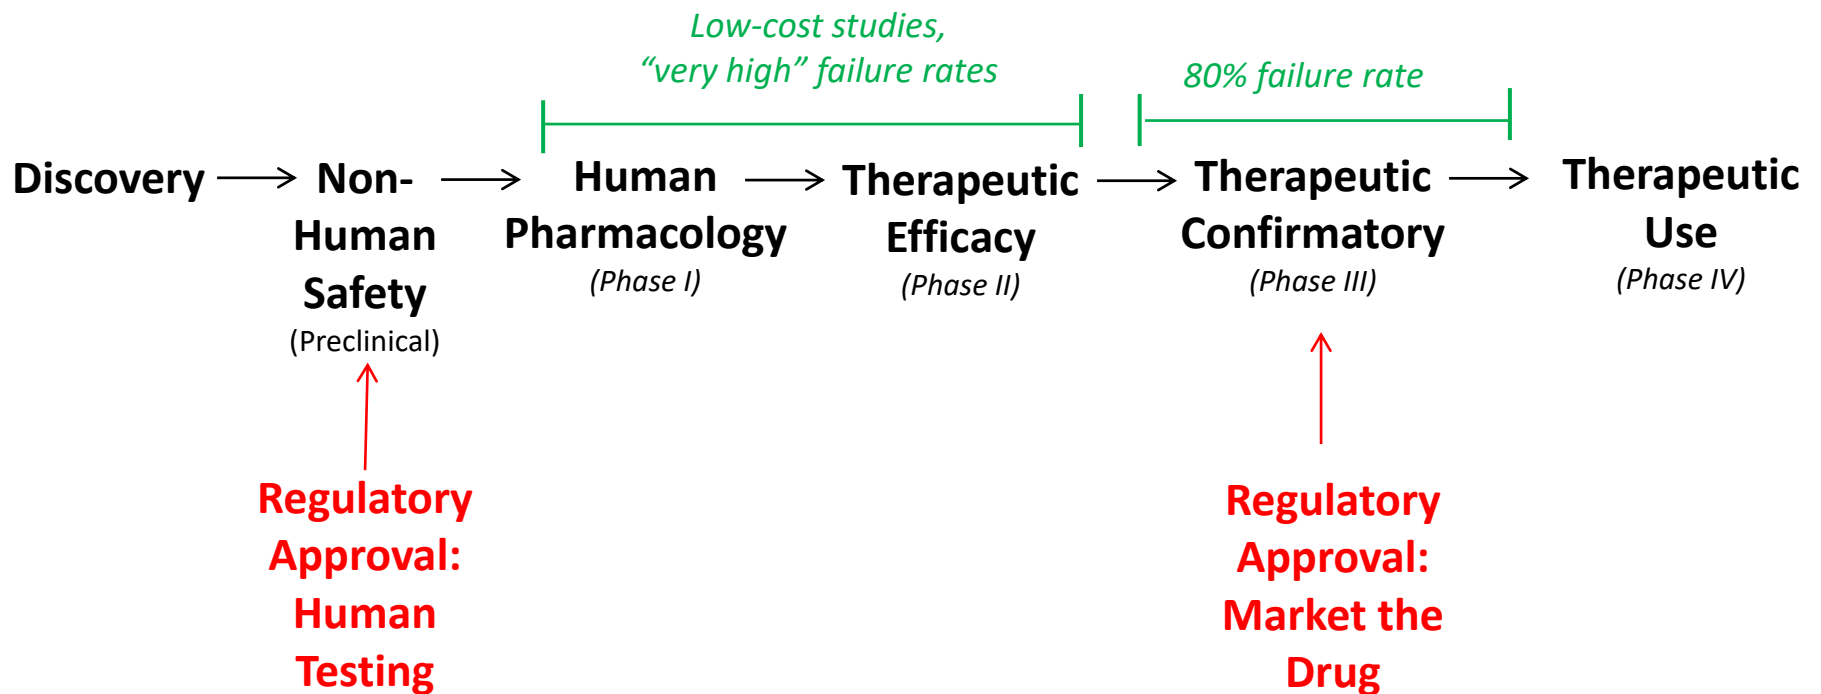 Low-cost studies,
“very high” failure rates
80% failure rate
Discovery
Non-
Human
Safety
(Preclinical)
Human
Pharmacology
(Phase I)
Therapeutic
Efficacy
(Phase II)
Therapeutic
Confirmatory
(Phase III)
Therapeutic
Use
(Phase IV)
Regulatory
Approval:
Human
Testing
Regulatory
Approval:
Market the
Drug